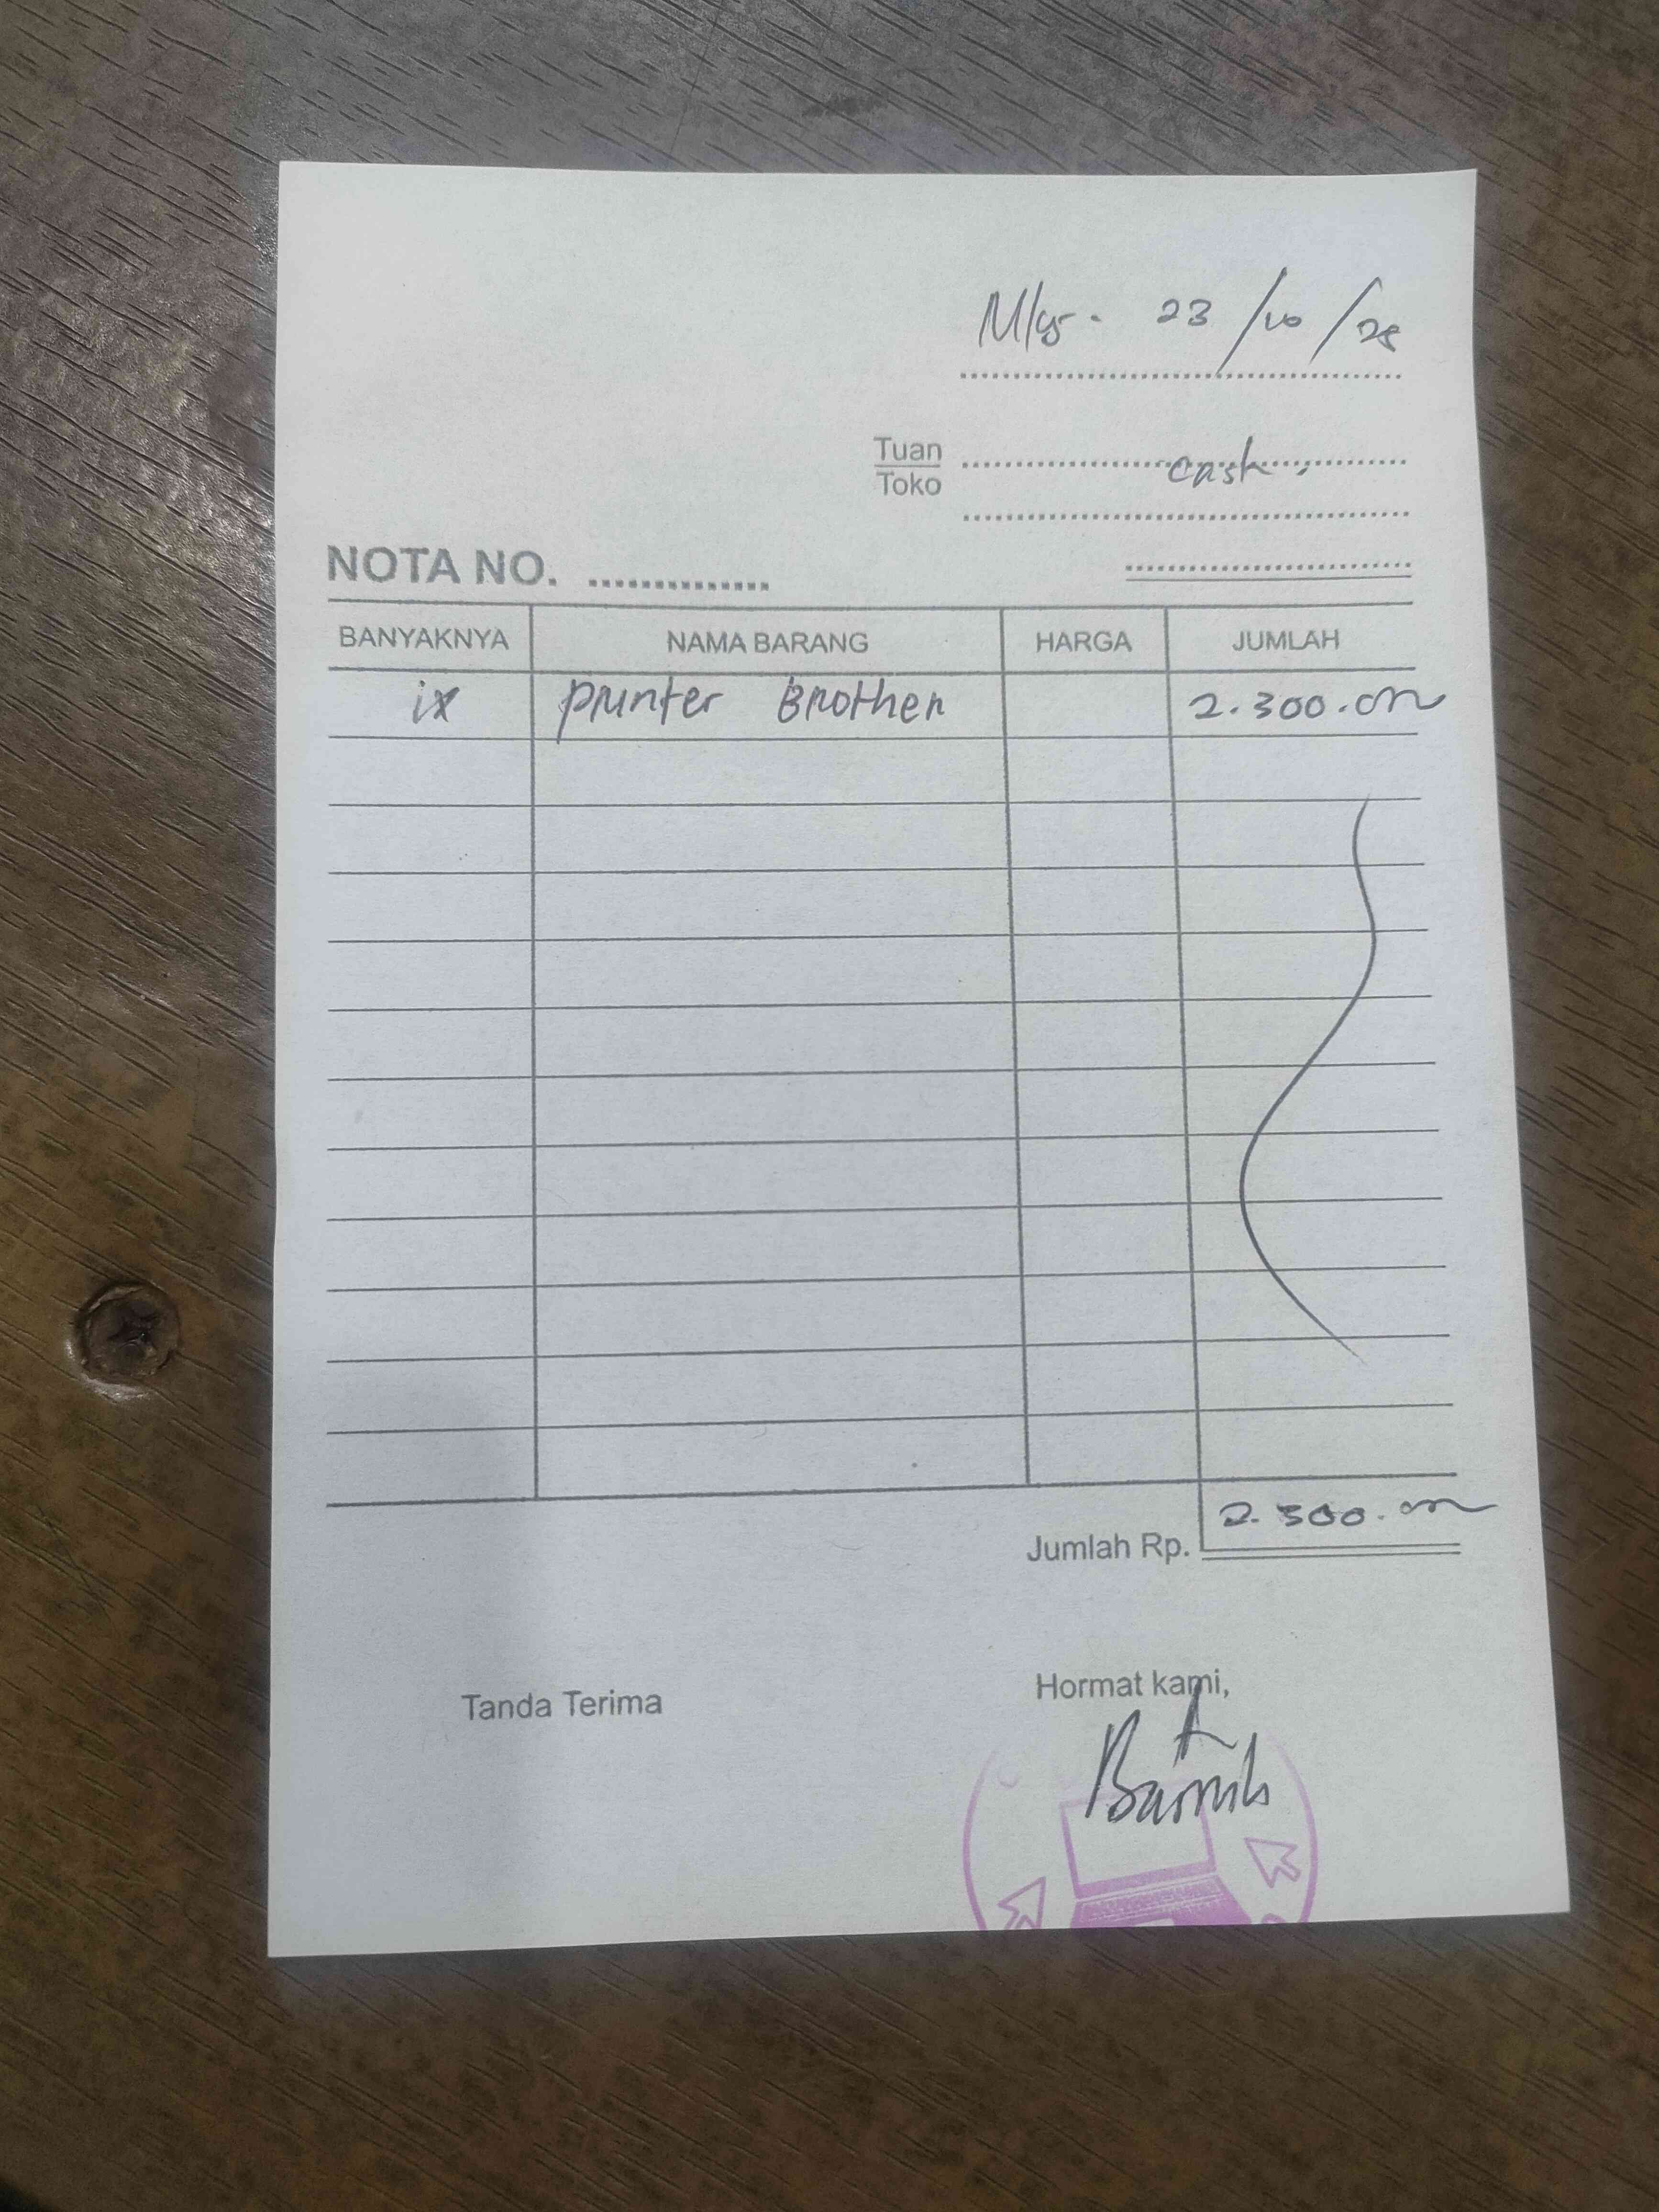 Mlg. 23/10/25
Tuan Cash.
Toko
NOTA NO. ..............
BANYAKNYA NAMA BARANG HARGA JUMLAH
1x Printer Brother 2.300.000
Jumlah Rp. 2.300.000
Tanda Terima Hormat kami,